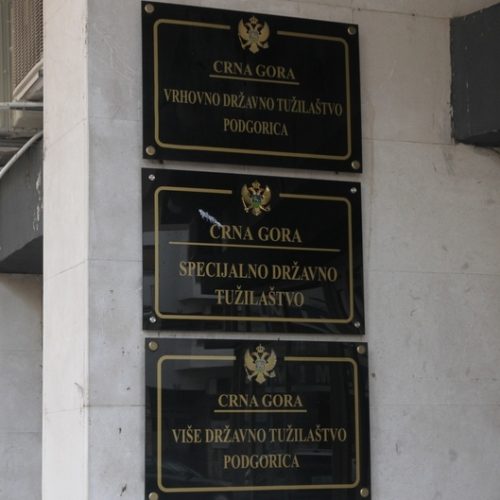 CRNA GORA
VRHOVNO DRŽAVNO TUŽILAŠTVO
PODGORICA
CRNA GORA
SPECIJALNO DRŽAVNO
TUŽILAŠTVO
CRNA GORA
VIŠE DRŽAVNO TUŽILAŠTVO
PODGORICA